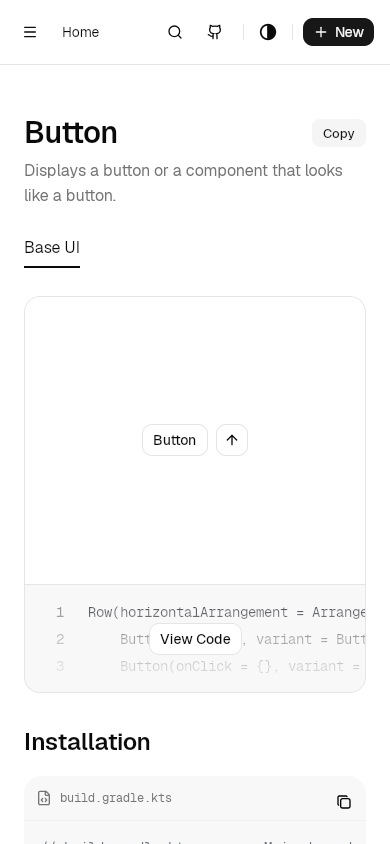 Home
New
Button
Copy
Displays a button or a component that looks
like a button.
Base UI
Button
1 Row(horizontalArrangement = Arrange
2 Butt View Code , variant = Butt
3 Button(onClick = {}, variant =
Installation
build.gradle.kts